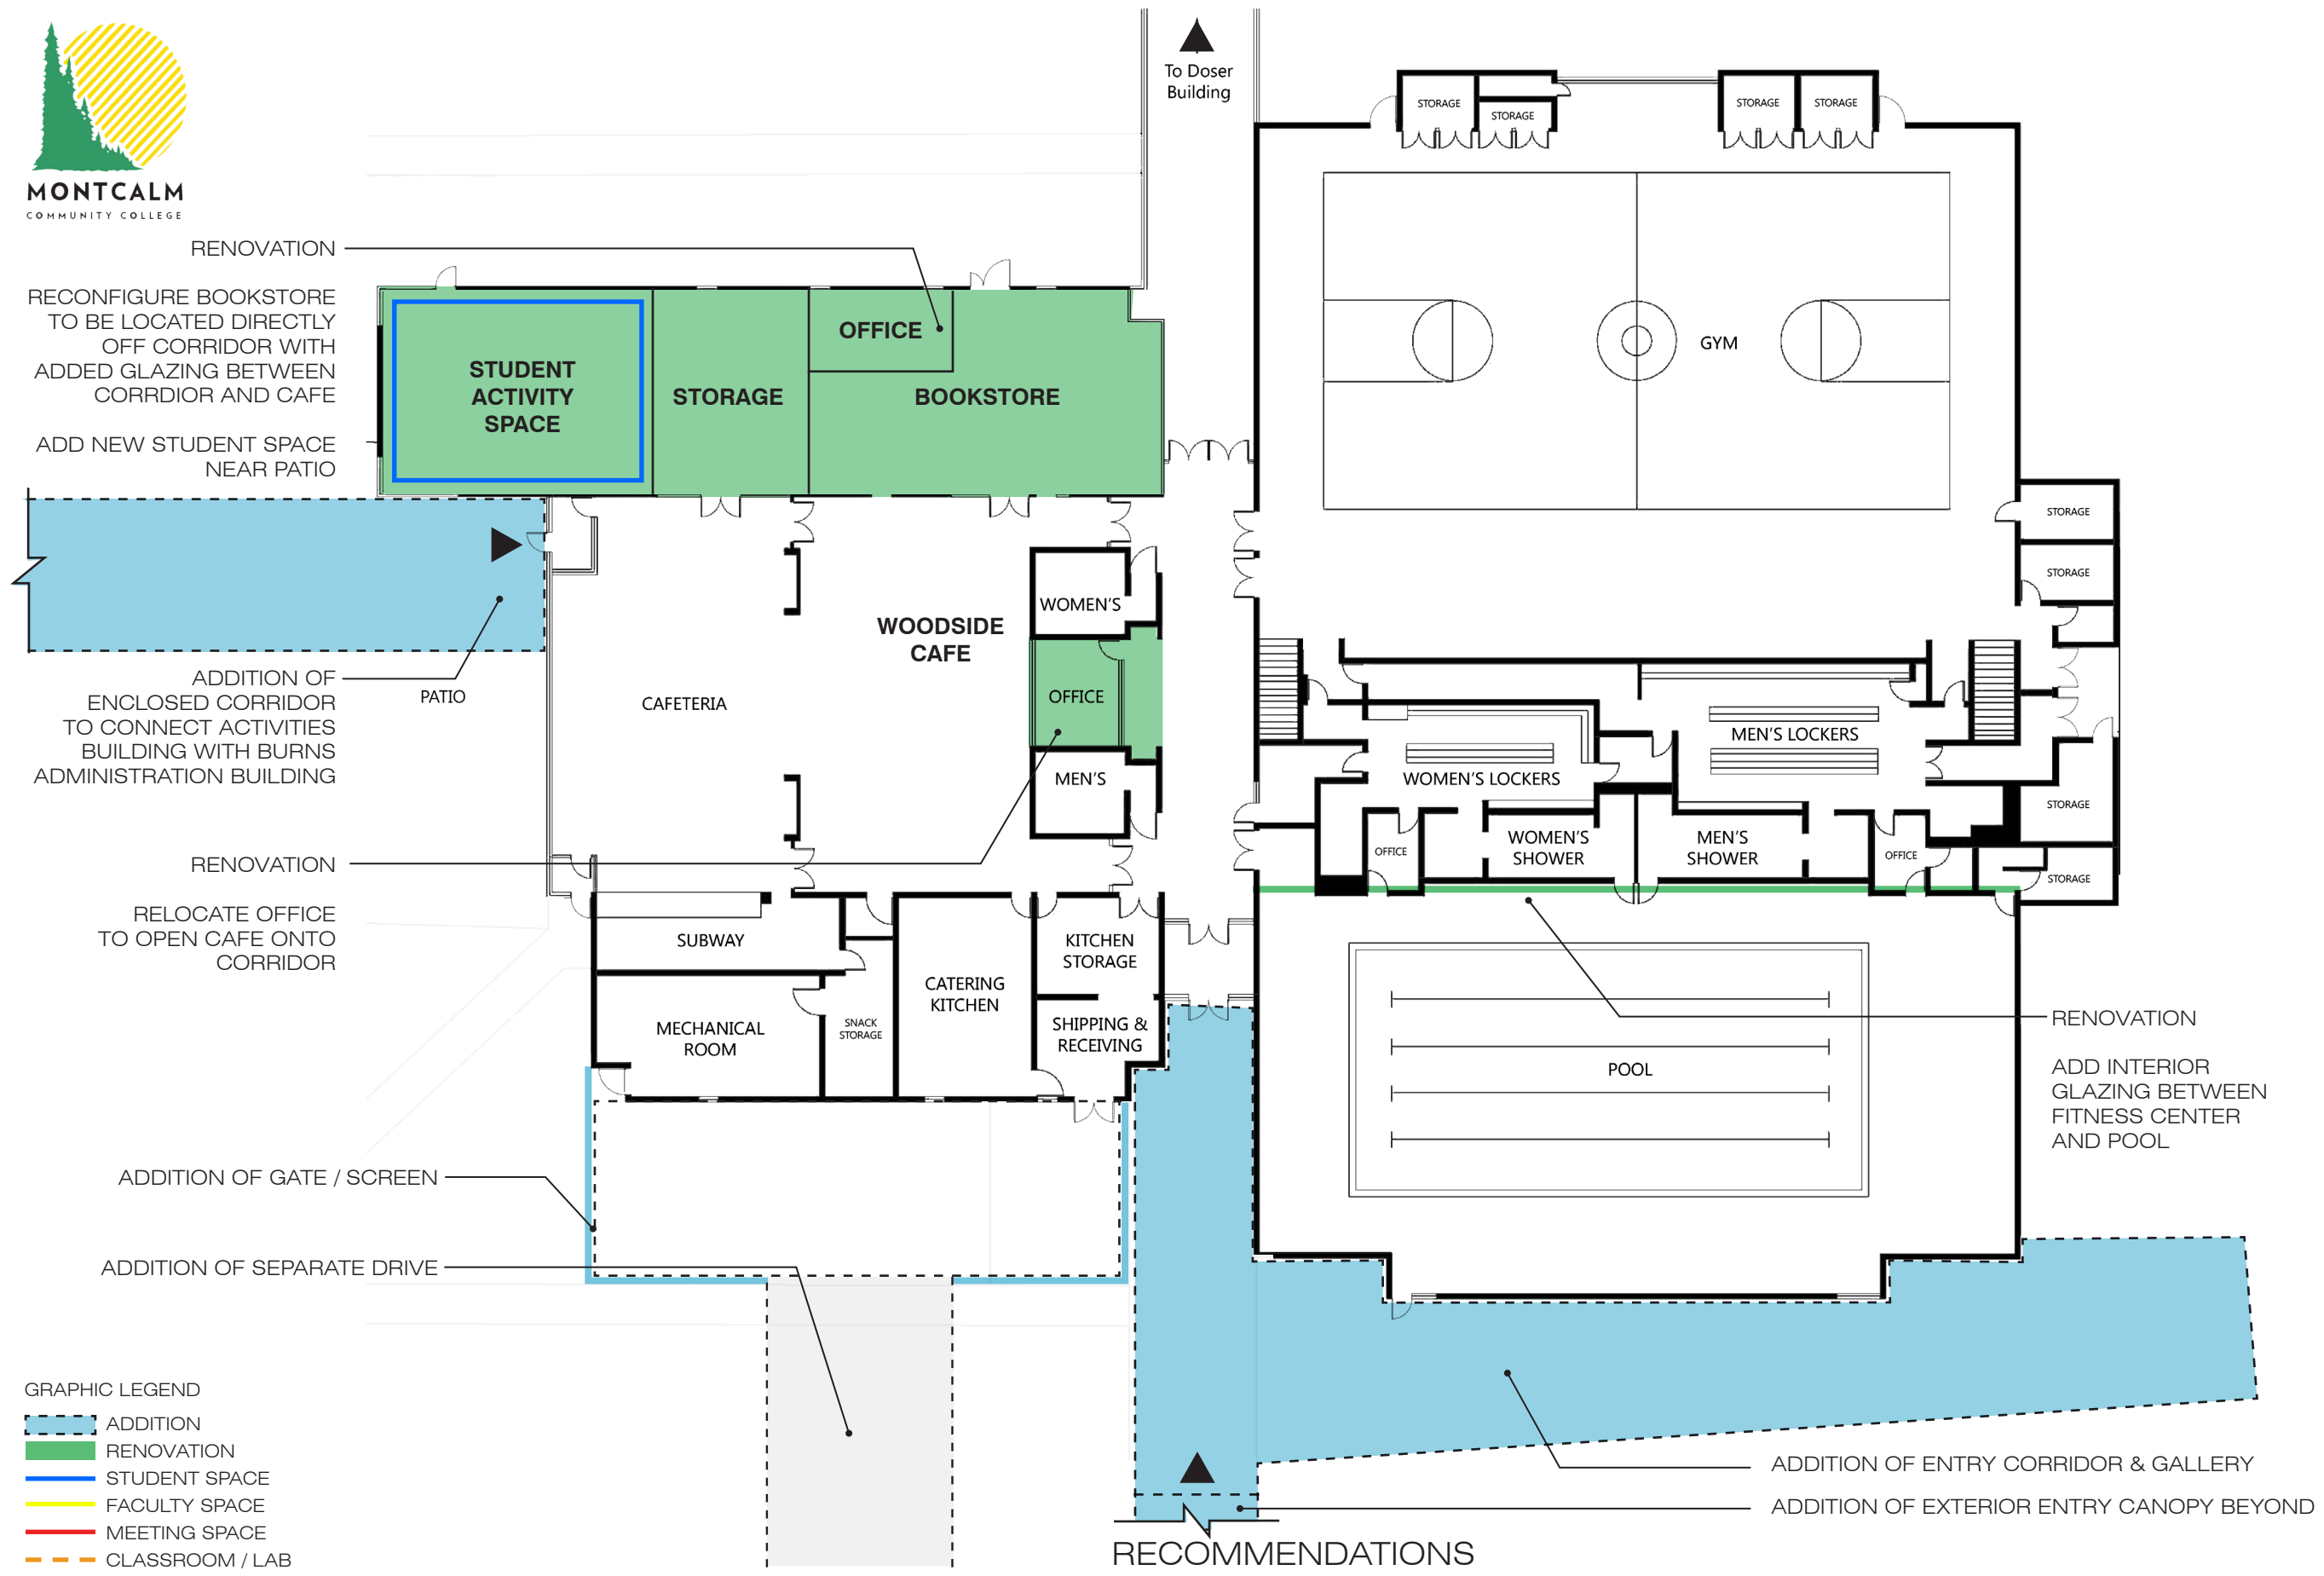 MONTCALM
COMMUNITY COLLEGE
To Doser
Building
STORAGE
STORAGE
STORAGE
STORAGE
RENOVATION
RECONFIGURE BOOKSTORE
TO BE LOCATED DIRECTLY
OFF CORRIDOR WITH
ADDED GLAZING BETWEEN
CORRDIOR AND CAFE
ADD NEW STUDENT SPACE
NEAR PATIO
OFFICE
STUDENT
ACTIVITY
SPACE
STORAGE
BOOKSTORE
GYM
STORAGE
STORAGE
WOMEN'S
WOODSIDE
CAFE
ADDITION OF
ENCLOSED CORRIDOR
TO CONNECT ACTIVITIES
BUILDING WITH BURNS
ADMINISTRATION BUILDING
PATIO
CAFETERIA
OFFICE
MEN'S
MEN'S LOCKERS
WOMEN'S LOCKERS
STORAGE
WOMEN'S
SHOWER
MEN'S
SHOWER
OFFICE
OFFICE
STORAGE
RENOVATION
RELOCATE OFFICE
TO OPEN CAFE ONTO
CORRIDOR
SUBWAY
KITCHEN
STORAGE
CATERING
KITCHEN
MECHANICAL
ROOM
SNACK
STORAGE
SHIPPING &
RECEIVING
POOL
RENOVATION
ADD INTERIOR
GLAZING BETWEEN
FITNESS CENTER
AND POOL
ADDITION OF GATE / SCREEN
ADDITION OF SEPARATE DRIVE
GRAPHIC LEGEND
ADDITION
RENOVATION
STUDENT SPACE
FACULTY SPACE
MEETING SPACE
CLASSROOM / LAB
ADDITION OF ENTRY CORRIDOR & GALLERY
ADDITION OF EXTERIOR ENTRY CANOPY BEYOND
RECOMMENDATIONS